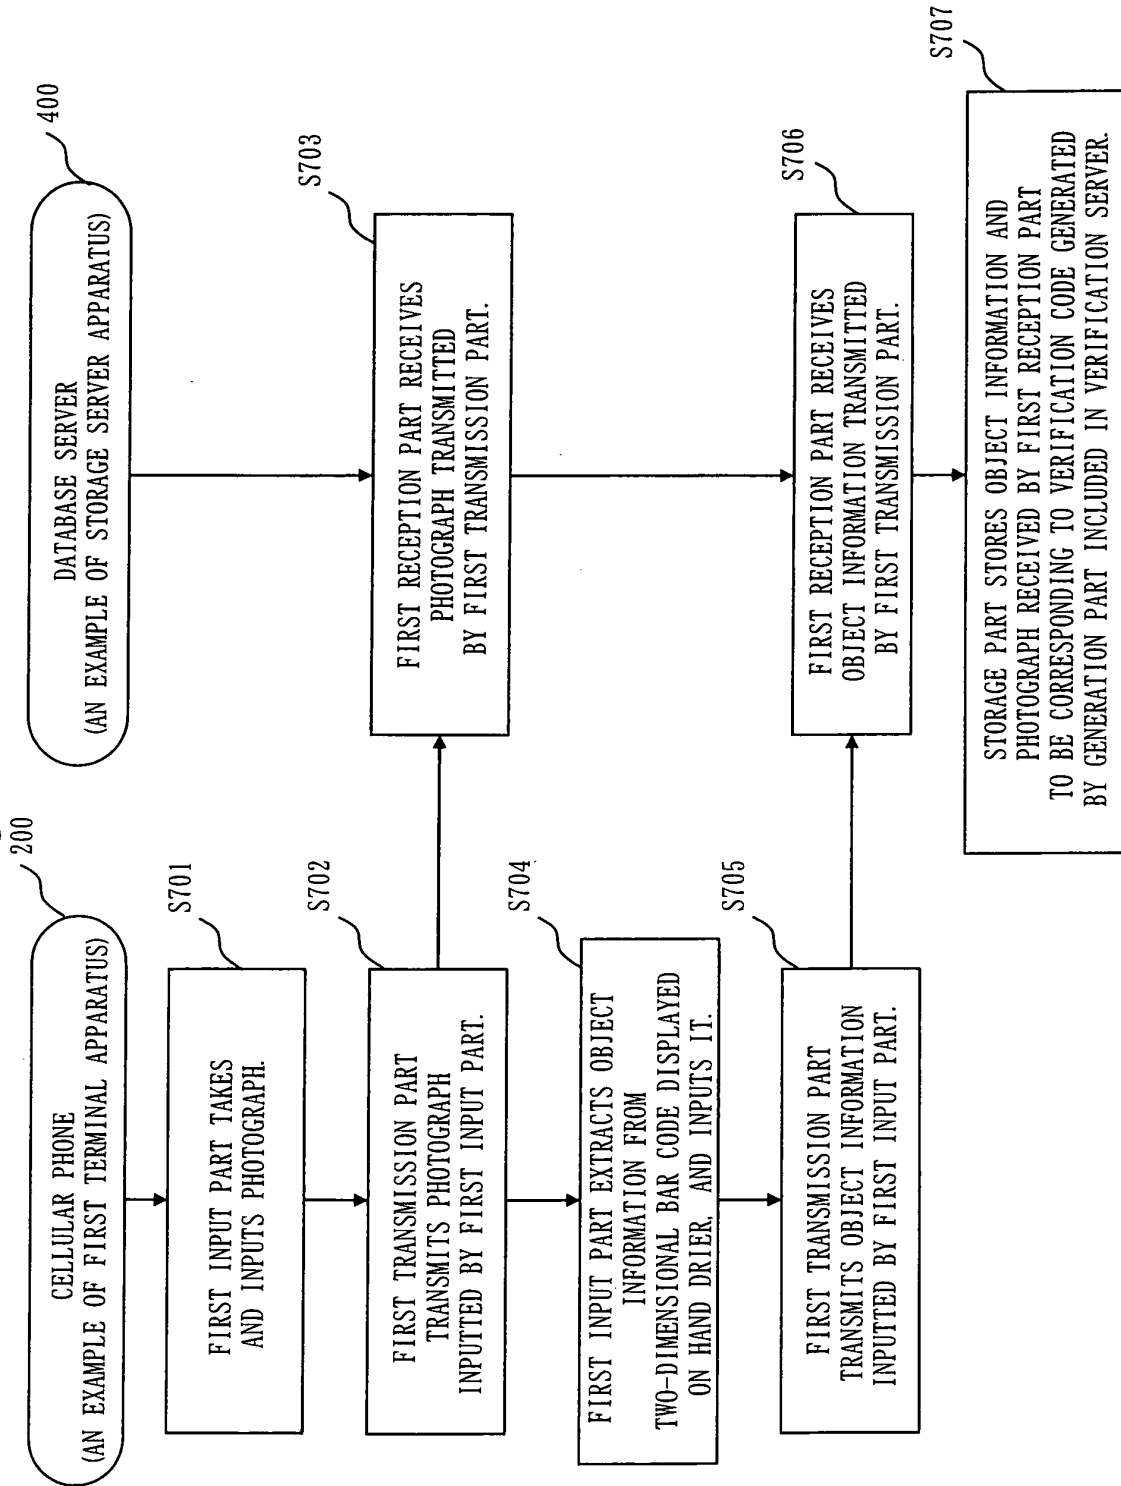 200
CELLULAR PHONE
(AN EXAMPLE OF FIRST TERMINAL APPARATUS)
S701
FIRST INPUT PART TAKES
AND INPUTS PHOTOGRAPH.
S702
FIRST TRANSMISSION PART
TRANSMITS PHOTOGRAPH
INPUTTED BY FIRST INPUT PART.
S704
FIRST INPUT PART EXTRACTS OBJECT
INFORMATION FROM
TWO-DIMENSIONAL BAR CODE DISPLAYED
ON HAND DRIER, AND INPUTS IT.
S705
FIRST TRANSMISSION PART
TRANSMITS OBJECT INFORMATION
INPUTTED BY FIRST INPUT PART.
400
DATABASE SERVER
(AN EXAMPLE OF STORAGE SERVER APPARATUS)
S703
FIRST RECEPTION PART RECEIVES
PHOTOGRAPH TRANSMITTED
BY FIRST TRANSMISSION PART.
S706
FIRST RECEPTION PART RECEIVES
OBJECT INFORMATION TRANSMITTED
BY FIRST TRANSMISSION PART.
S707
STORAGE PART STORES OBJECT INFORMATION AND
PHOTOGRAPH RECEIVED BY FIRST RECEPTION PART
TO BE CORRESPONDING TO VERIFICATION CODE GENERATED
BY GENERATION PART INCLUDED IN VERIFICATION SERVER.